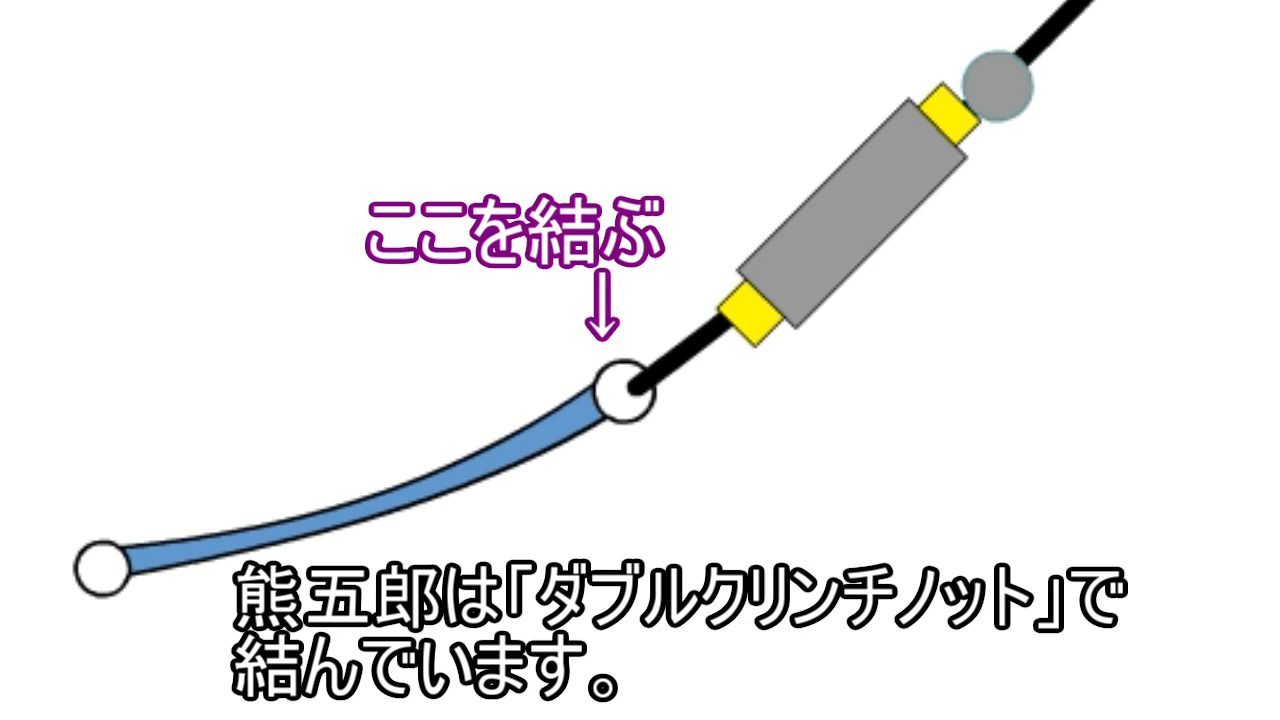 ここを結ぶ
↓
熊五郎は「ダブルクリンチノット」で
結んでいます。